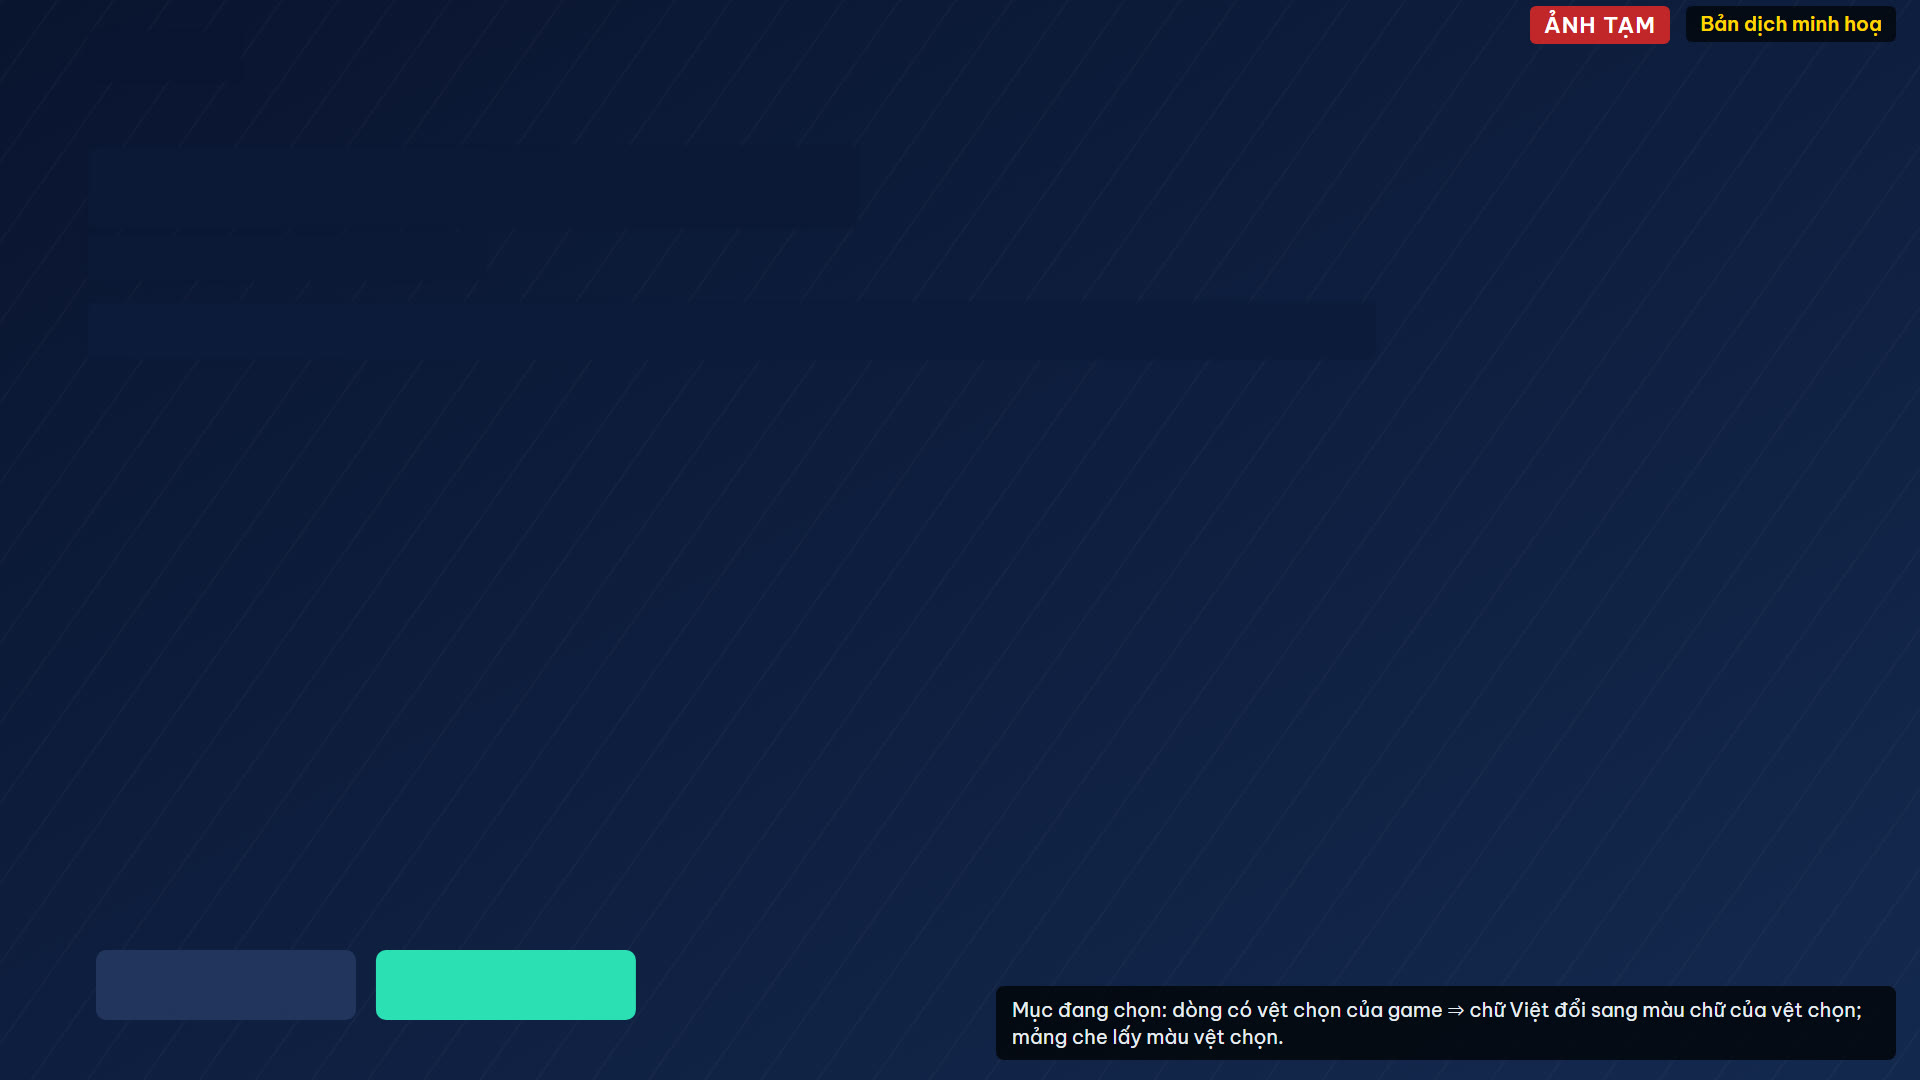 ẢNH TẠM
Bản dịch minh hoạ
Mục đang chọn: dòng có vệt chọn của game ⇒ chữ Việt đổi sang màu chữ của vệt chọn;
mảng che lấy màu vệt chọn.